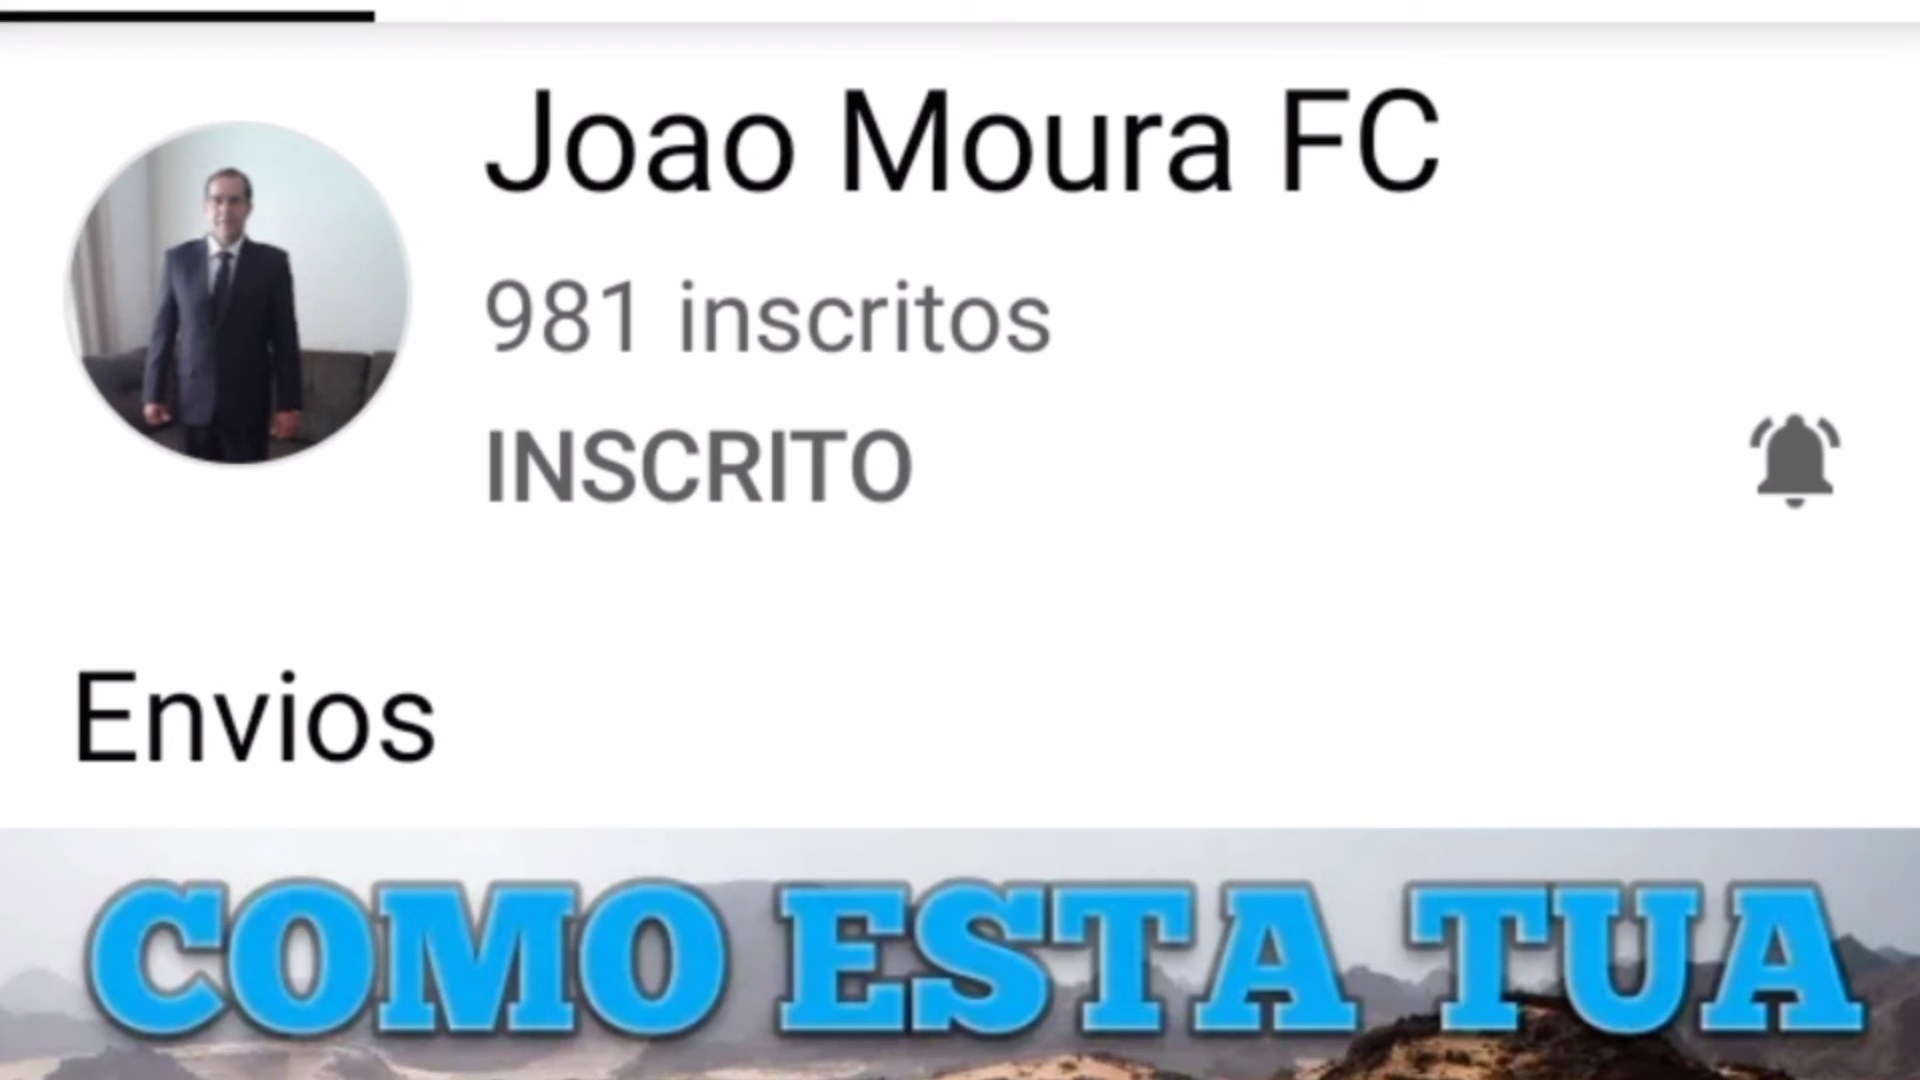 Joao Moura FC
981 inscritos
INSCRITO
Envios
COMO ESTA TUA